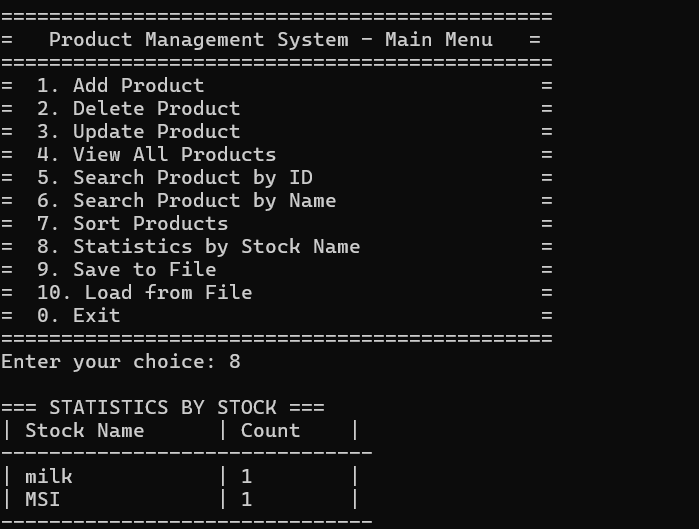 ==============================================
=   Product Management System - Main Menu   =
==============================================
=  1. Add Product                            =
=  2. Delete Product                         =
=  3. Update Product                         =
=  4. View All Products                      =
=  5. Search Product by ID                   =
=  6. Search Product by Name                 =
=  7. Sort Products                          =
=  8. Statistics by Stock Name               =
=  9. Save to File                           =
=  10. Load from File                        =
=  0. Exit                                   =
==============================================
Enter your choice: 8

=== STATISTICS BY STOCK ===
| Stock Name      | Count    |
-------------------------------
| milk            | 1        |
| MSI             | 1        |
-------------------------------